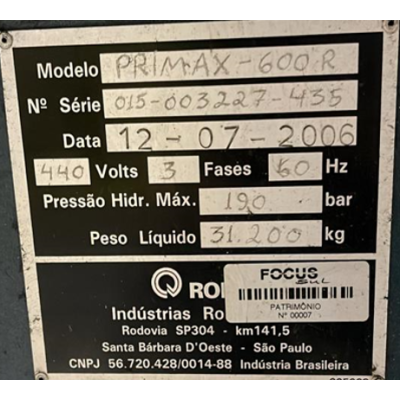 Modelo PRIMAX-600R
Nº Série 015-003227-435
Data 12-07-2006
440 Volts 3 Fases 60 Hz
Pressão Hidr. Máx. 190 bar
Peso Líquido 31.200 kg
FOCUS
SUL
PATRIMÔNIO
Nº 00007
Indústrias
Rodovia SP304 - km141,5
Santa Bárbara D'Oeste - São Paulo
CNPJ 56.720.428/0014-88 Indústria Brasileira